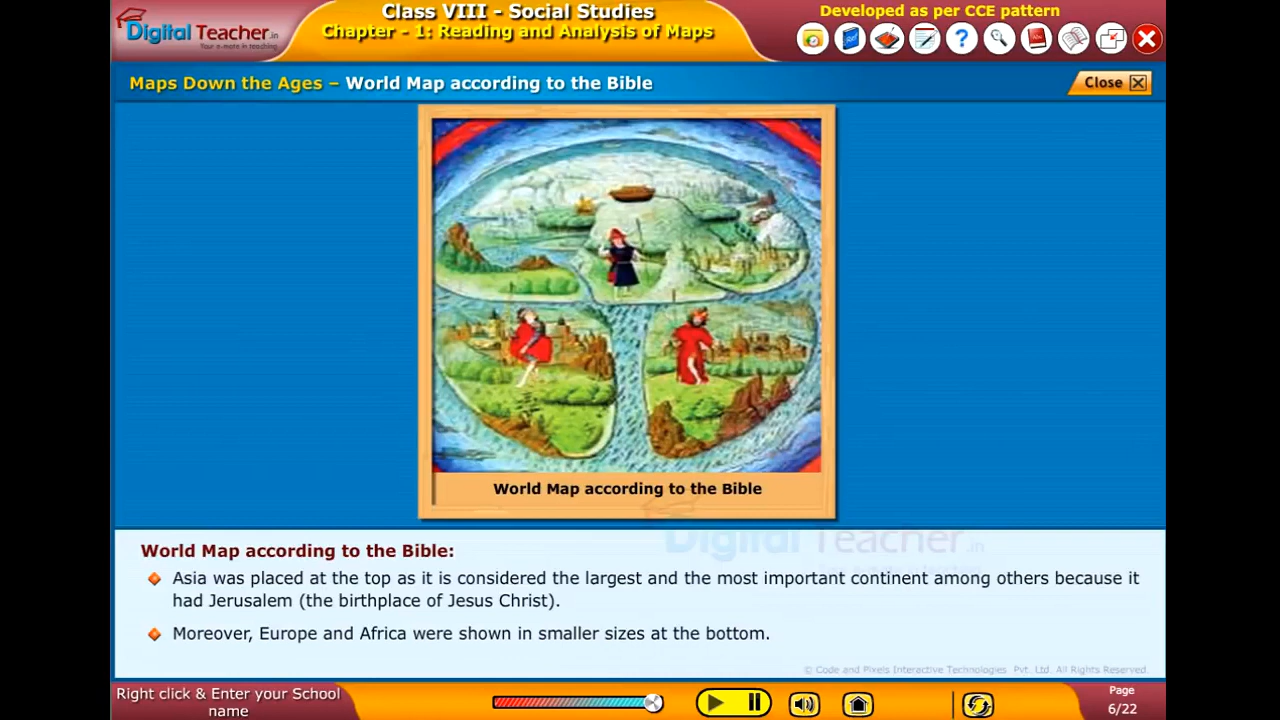 Class VIII - Social Studies
Developed as per CCE pattern
Digital Teacher.in
Your e-mate in teaching
Chapter - 1: Reading and Analysis of Maps
Maps Down the Ages – World Map according to the Bible
Close
World Map according to the Bible
Digital Teacher.in
World Map according to the Bible:
Asia was placed at the top as it is considered the largest and the most important continent among others because it
had Jerusalem (the birthplace of Jesus Christ).
Moreover, Europe and Africa were shown in smaller sizes at the bottom.
© Code and Pixels Interactive Technologies Pvt. Ltd. All Rights Reserved.
Right click & Enter your School
name
Page
6/22